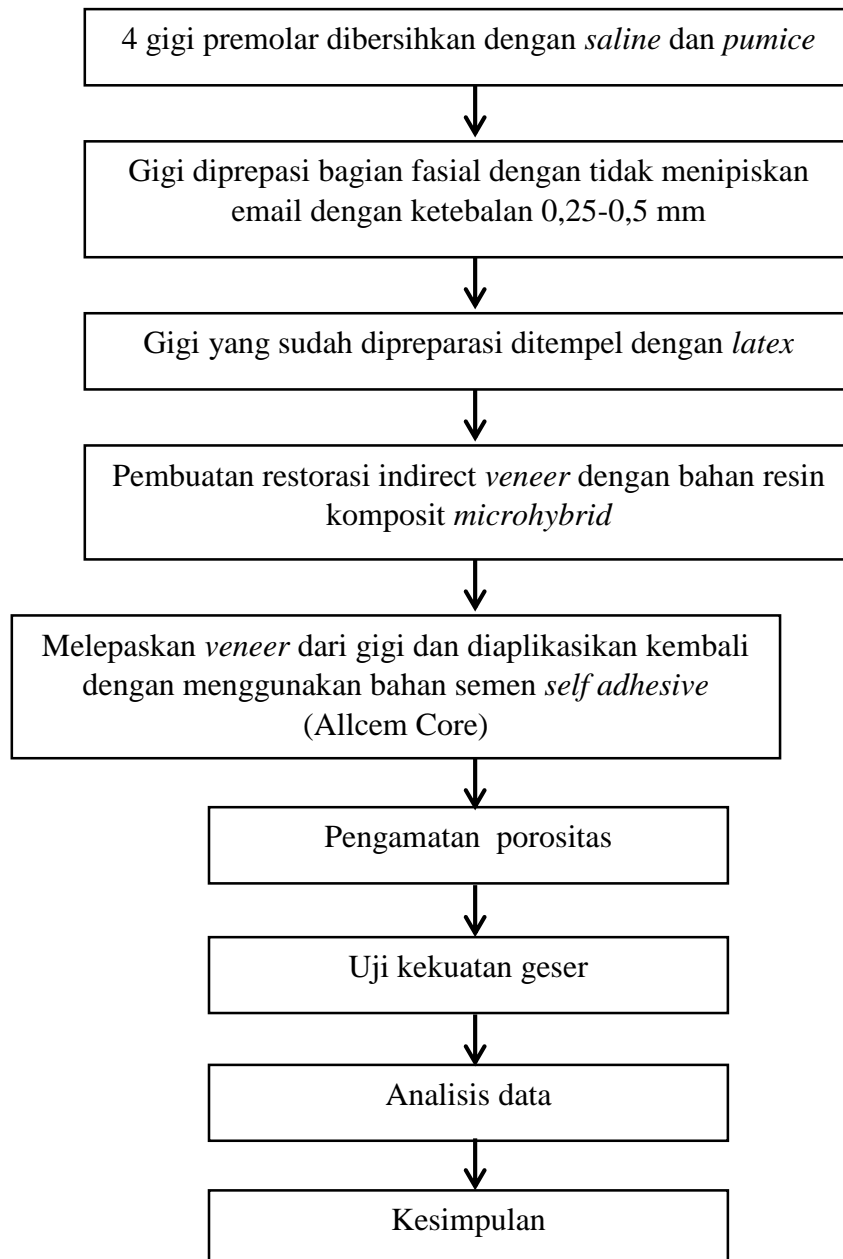 4 gigi premolar dibersihkan dengan saline dan pumice
Gigi diprepasi bagian fasial dengan tidak menipiskan
email dengan ketebalan 0,25-0,5 mm
Gigi yang sudah dipreparasi ditempel dengan latex
Pembuatan restorasi indirect veneer dengan bahan resin
komposit microhybrid
Melepaskan veneer dari gigi dan diaplikasikan kembali
dengan menggunakan bahan semen self adhesive
(Allcem Core)
Pengamatan porositas
Uji kekuatan geser
Analisis data
Kesimpulan